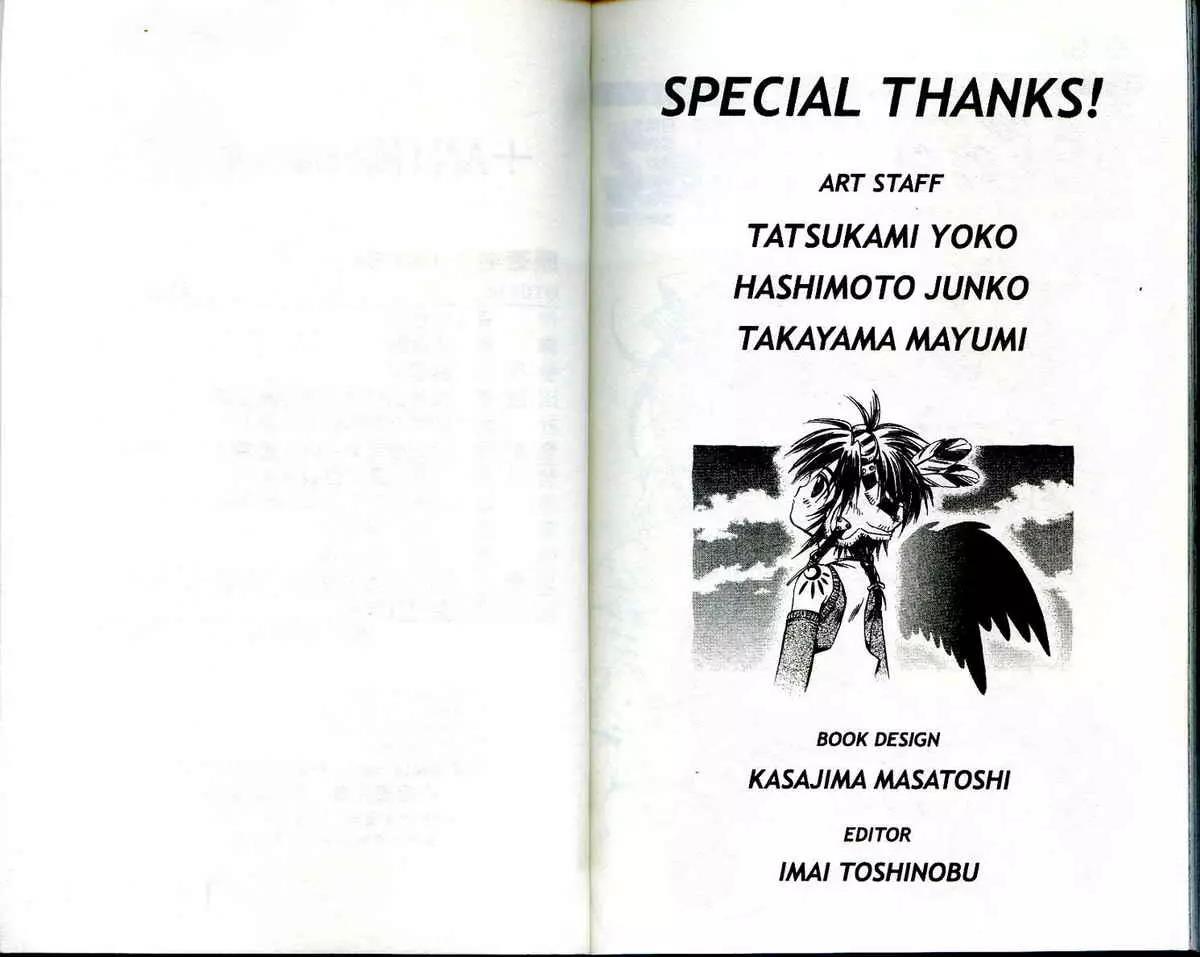 SPECIAL THANKS!
ART STAFF
TATSUKAMI YOKO
HASHIMOTO JUNKO
TAKAYAMA MAYUMI
BOOK DESIGN
KASAJIMA MASATOSHI
EDITOR
IMAI TOSHINOBU